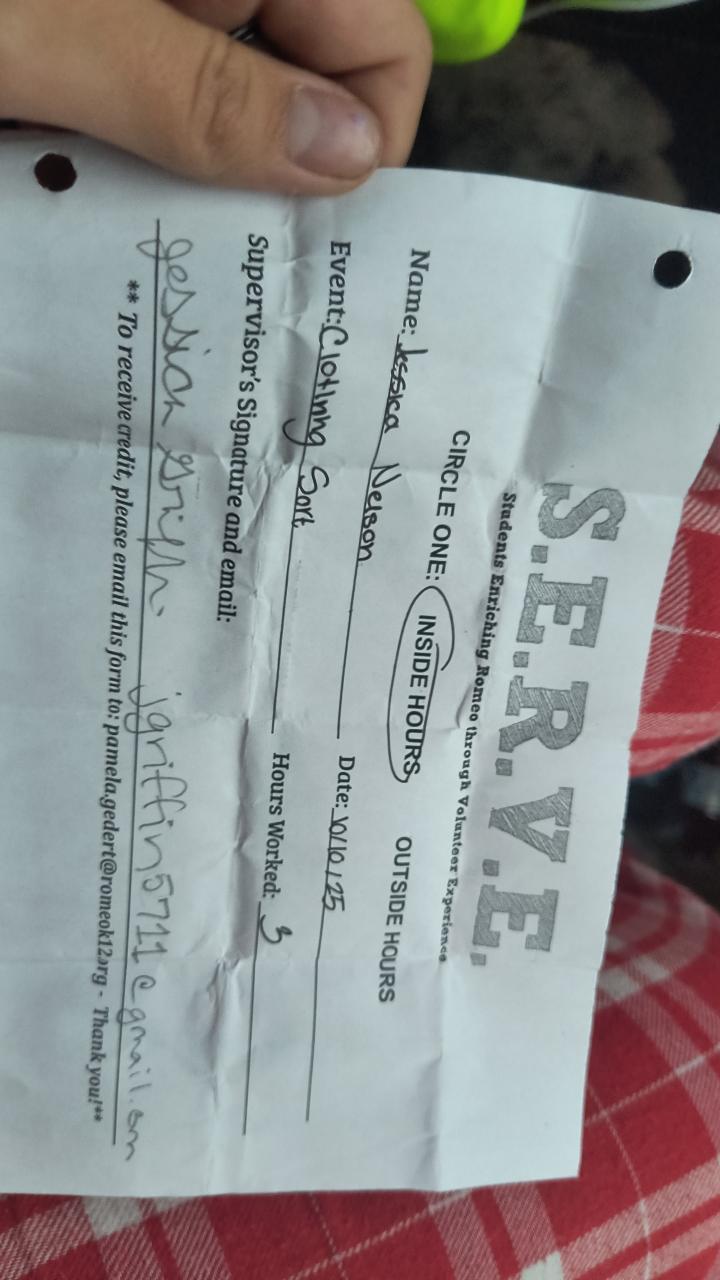 S.E.R.V.E.
Students Enriching Romeo through Volunteer Experience
CIRCLE ONE: INSIDE HOURS OUTSIDE HOURS
Name: Jessica Nelson Date: 10/10/25
Event: Clothing Sort Hours Worked: 3
Supervisor's Signature and email:
Jessica jgriffin5711@gmail.com
** To receive credit, please email this form to: pamela.gedert@romeok12.org - Thank you!**